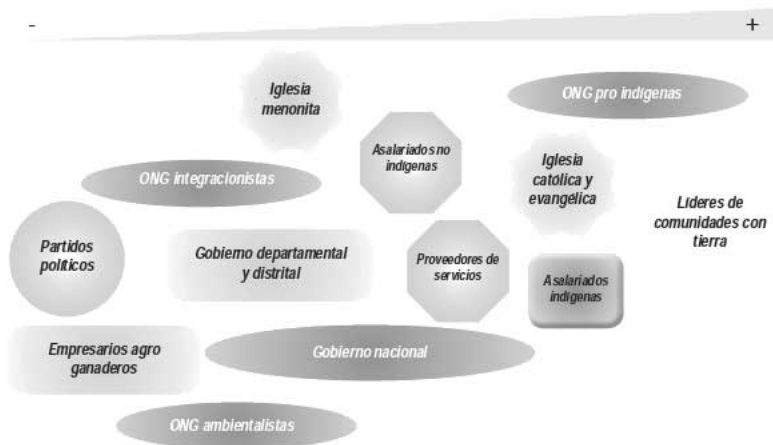 -
+
Iglesia
menonita
ONG pro indígenas
Asalariados no
indígenas
Iglesia
católica y
evangélica
ONG integracionistas
Líderes de
comunidades con
tierra
Partidos
políticos
Gobierno departamental
y distrital
Proveedores de
servicios
Asalariados
indígenas
Empresarios agro
ganaderos
Gobierno nacional
ONG ambientalistas